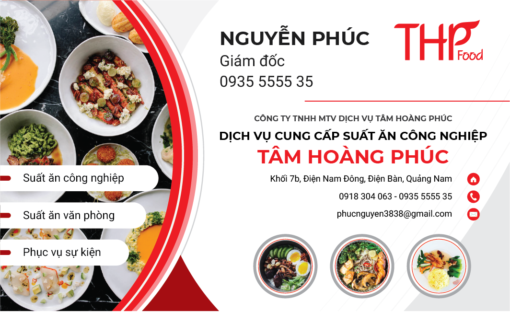 NGUYỄN PHÚC
Giám đốc
0935 5555 35
THP
Food
CÔNG TY TNHH MTV DỊCH VỤ TÂM HOÀNG PHÚC
DỊCH VỤ CUNG CẤP SUẤT ĂN CÔNG NGHIỆP
TÂM HOÀNG PHÚC
Khối 7b, Điện Nam Đông, Điện Bàn, Quảng Nam
0918 304 063 - 0935 5555 35
phucnguyen3838@gmail.com
Suất ăn công nghiệp
Suất ăn văn phòng
Phục vụ sự kiện